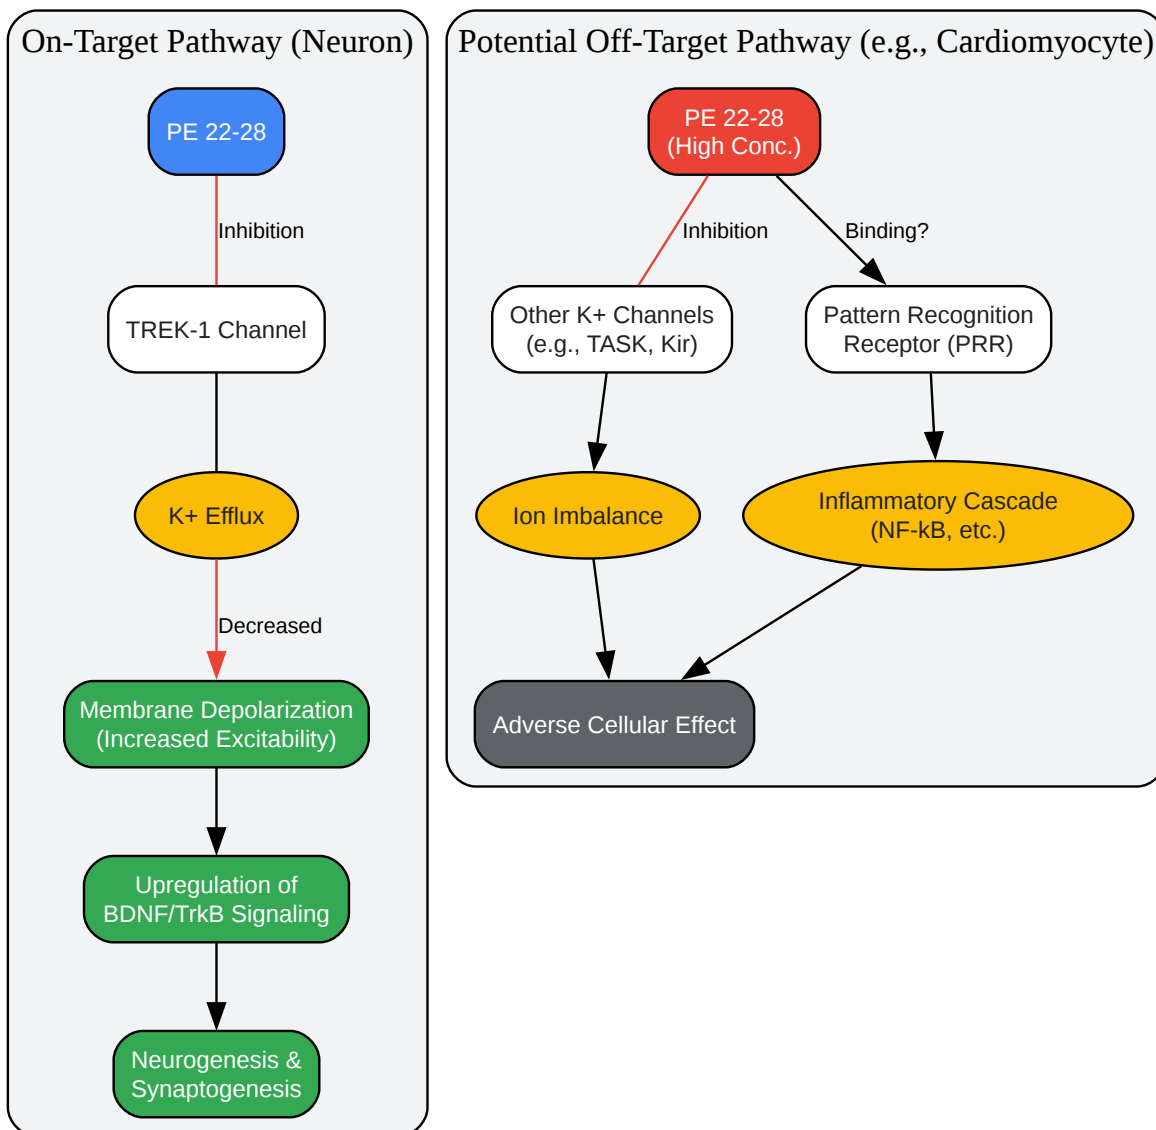 On-Target Pathway (Neuron)
PE 22-28
Inhibition
TREK-1 Channel
K+ Efflux
Decreased
Membrane Depolarization
(Increased Excitability)
Upregulation of
BDNF/TrkB Signaling
Neurogenesis &
Synaptogenesis
Potential Off-Target Pathway (e.g., Cardiomyocyte)
PE 22-28
(High Conc.)
Inhibition
Binding?
Other K+ Channels
(e.g., TASK, Kir)
Pattern Recognition
Receptor (PRR)
Ion Imbalance
Inflammatory Cascade
(NF-kB, etc.)
Adverse Cellular Effect